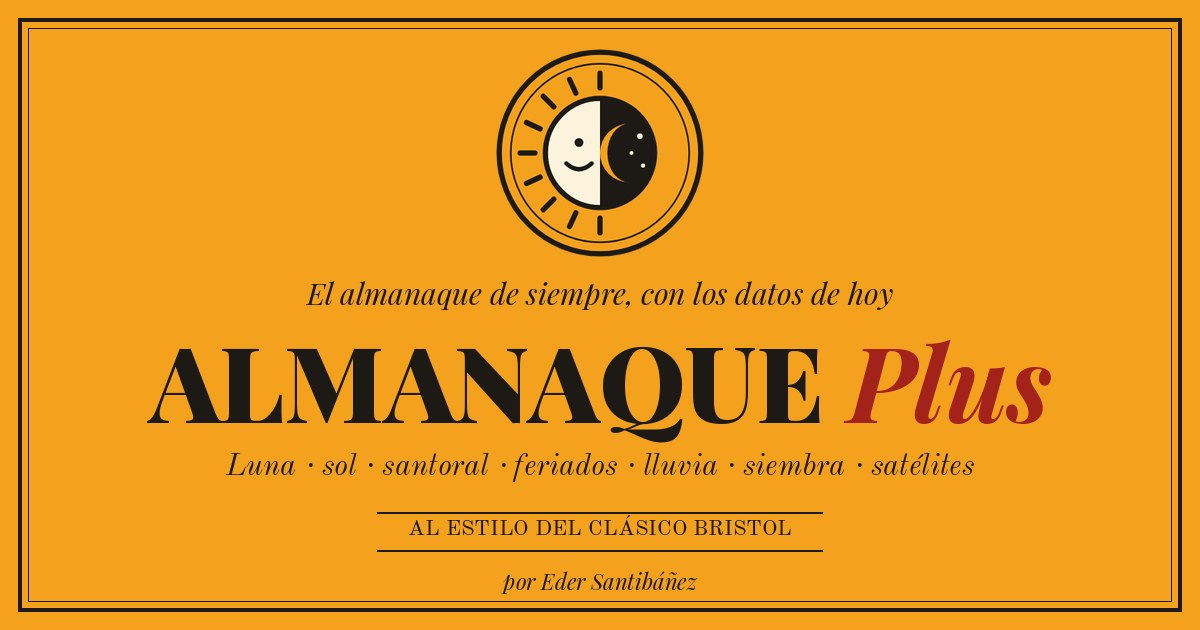 El almanaque de siempre, con los datos de hoy
ALMANAQUE Plus
Luna · sol · santoral · feriados · lluvia · siembra · satélites
AL ESTILO DEL CLÁSICO BRISTOL
por Eder Santibáñez